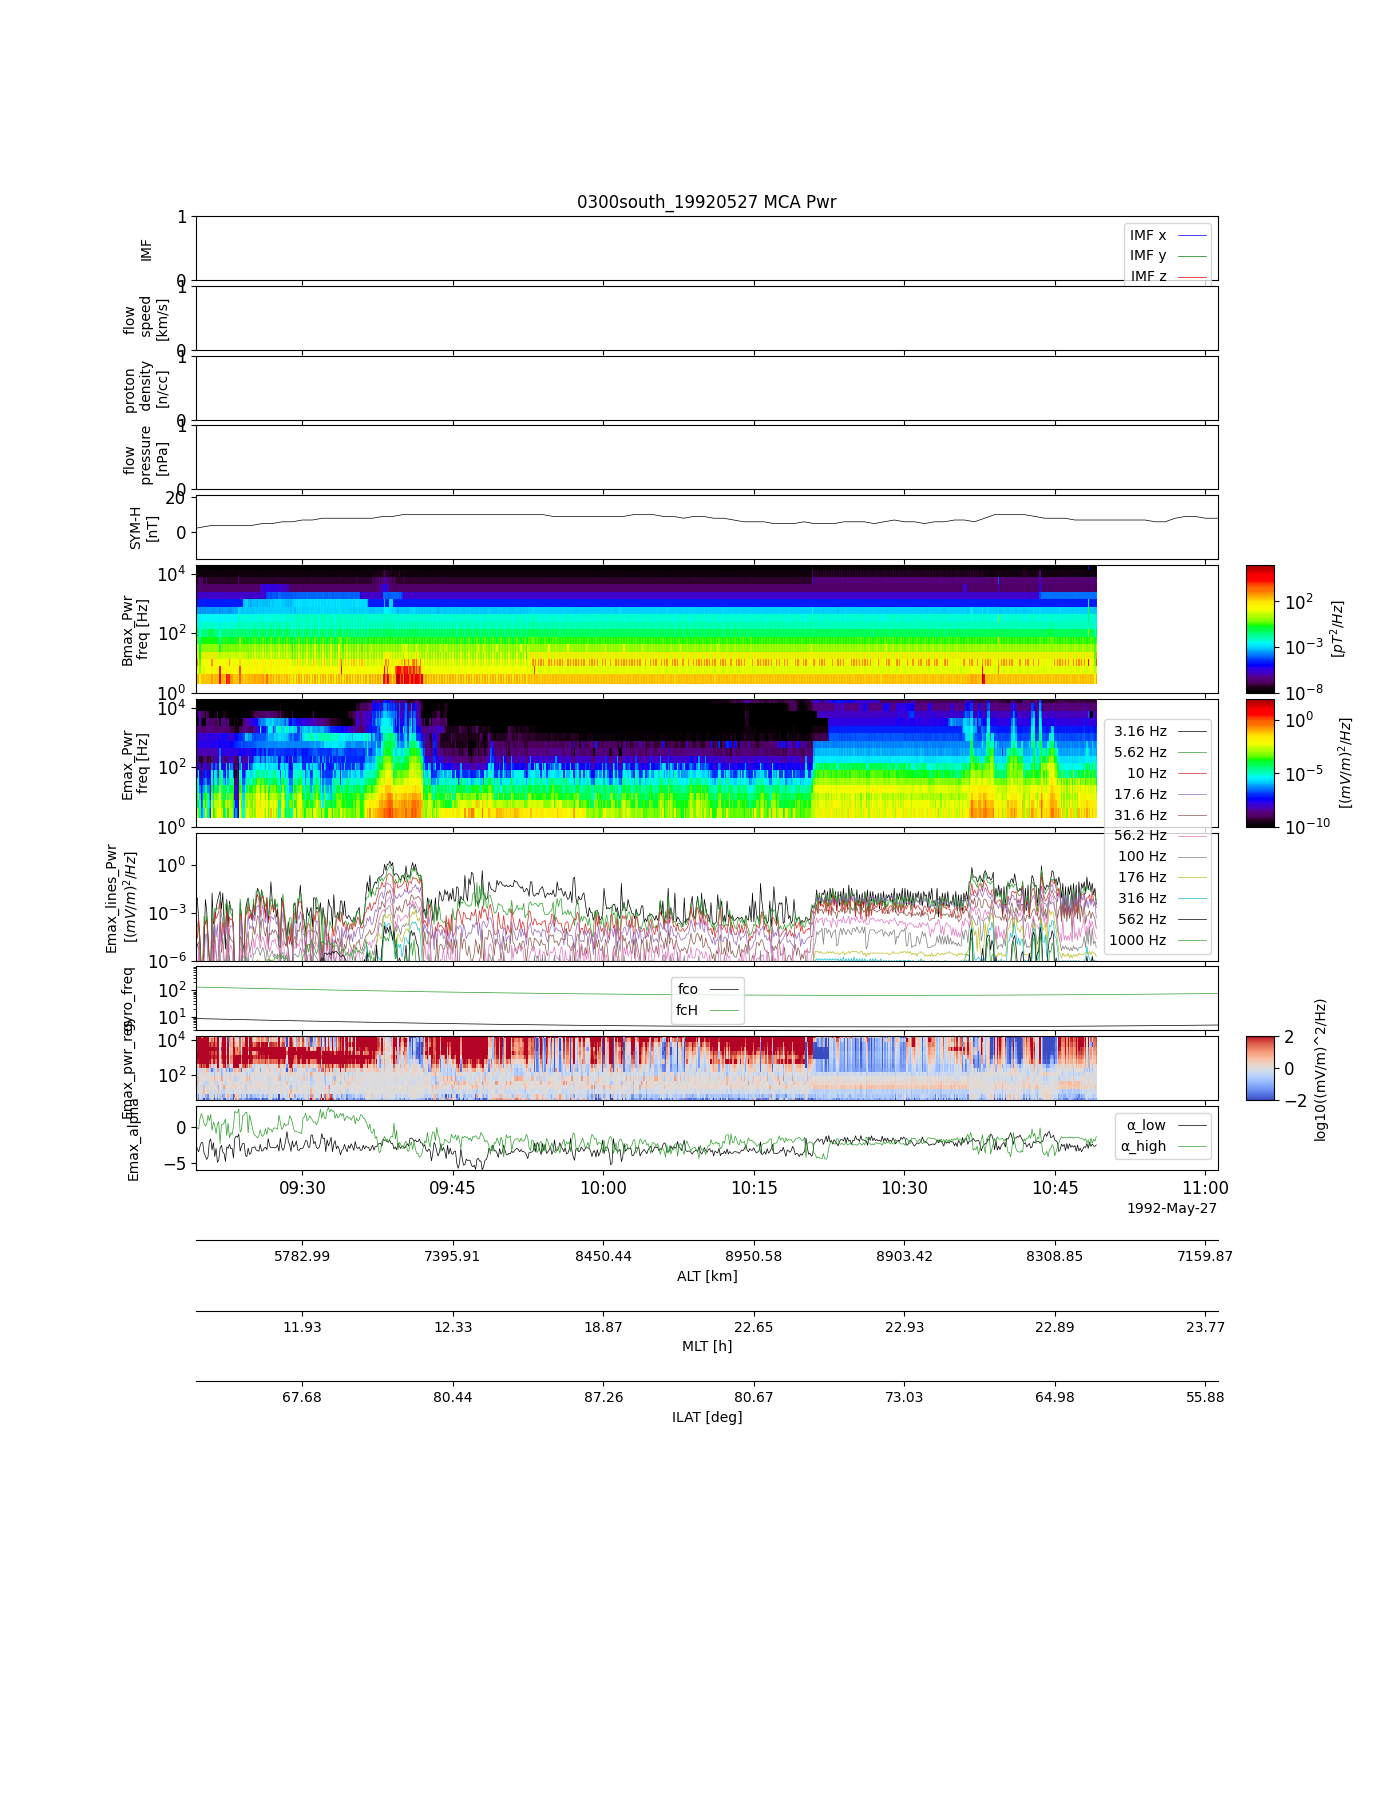 0300south_19920527 MCA Pwr
1
0
IMF
IMF x
IMF y
IMF z
1
0
flow
speed
[km/s]
1
0
proton
density
[n/cc]
1
0
flow
pressure
[nPa]
20
0
SYM-H
[nT]
10^4
10^2
10^0
Bmax_Pwr
freq [Hz]
10^2
10^-3
10^-8
[pT^2/Hz]
10^4
10^2
10^0
Emax_Pwr
freq [Hz]
10^0
10^-5
10^-10
[(mV/m)^2/Hz]
3.16 Hz
5.62 Hz
10 Hz
17.6 Hz
31.6 Hz
56.2 Hz
100 Hz
176 Hz
316 Hz
562 Hz
1000 Hz
10^0
10^-3
10^-6
Emax_lines_Pwr
[(mV/m)^2/Hz]
10^2
10^1
gyro_freq
fco
fcH
10^4
10^2
Emax_pwr_reg
2
0
−2
log10((mV/m)^2/Hz)
0
−5
Emax_alpha
α_low
α_high
09:30 09:45 10:00 10:15 10:30 10:45 11:00
1992-May-27
5782.99 7395.91 8450.44 8950.58 8903.42 8308.85 7159.87
ALT [km]
11.93 12.33 18.87 22.65 22.93 22.89 23.77
MLT [h]
67.68 80.44 87.26 80.67 73.03 64.98 55.88
ILAT [deg]